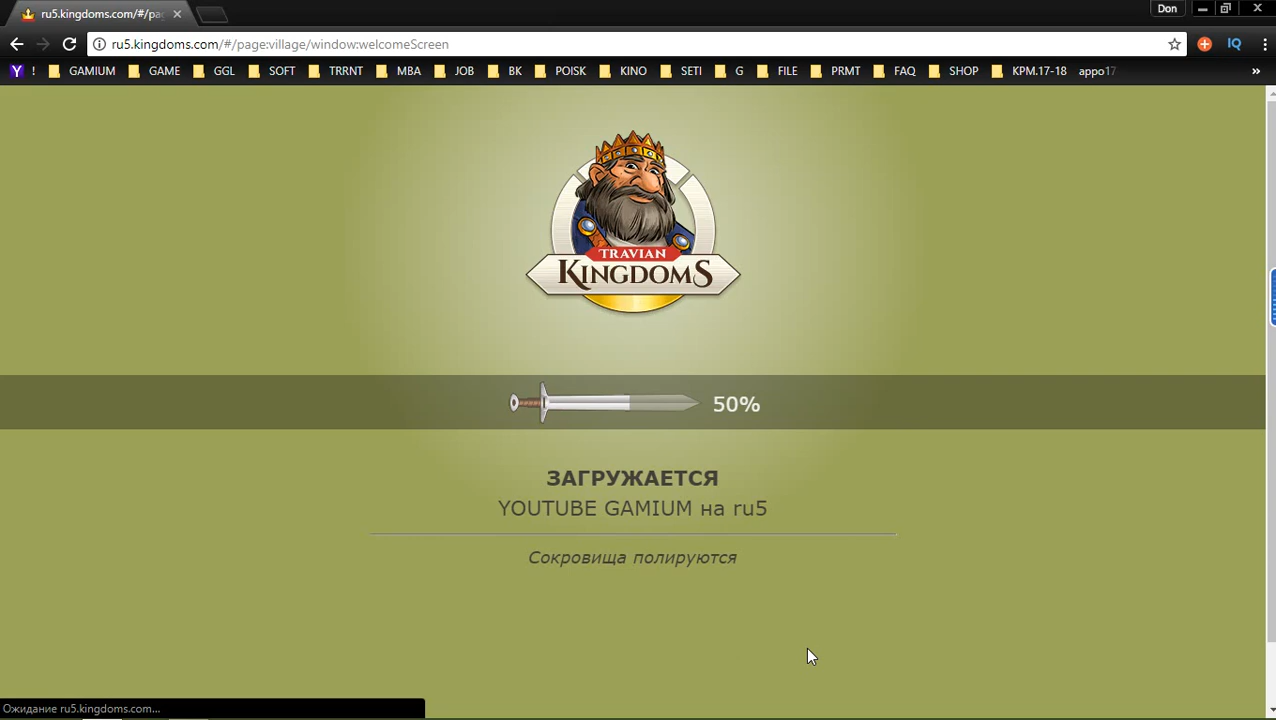 ru5.kingdoms.com/#/pa
Don
ru5.kingdoms.com/#/page:village/window:welcomeScreen
IQ
Y ! GAMIUM GAME GGL SOFT TRRNT MBA JOB BK POISK KINO SETI G FILE PRMT FAQ SHOP KPM.17-18 appo17 »
TRAVIAN
KINGDOMS
50%
ЗАГРУЖАЕТСЯ
YOUTUBE GAMIUM на ru5
Сокровища полируются
Ожидание ru5.kingdoms.com...